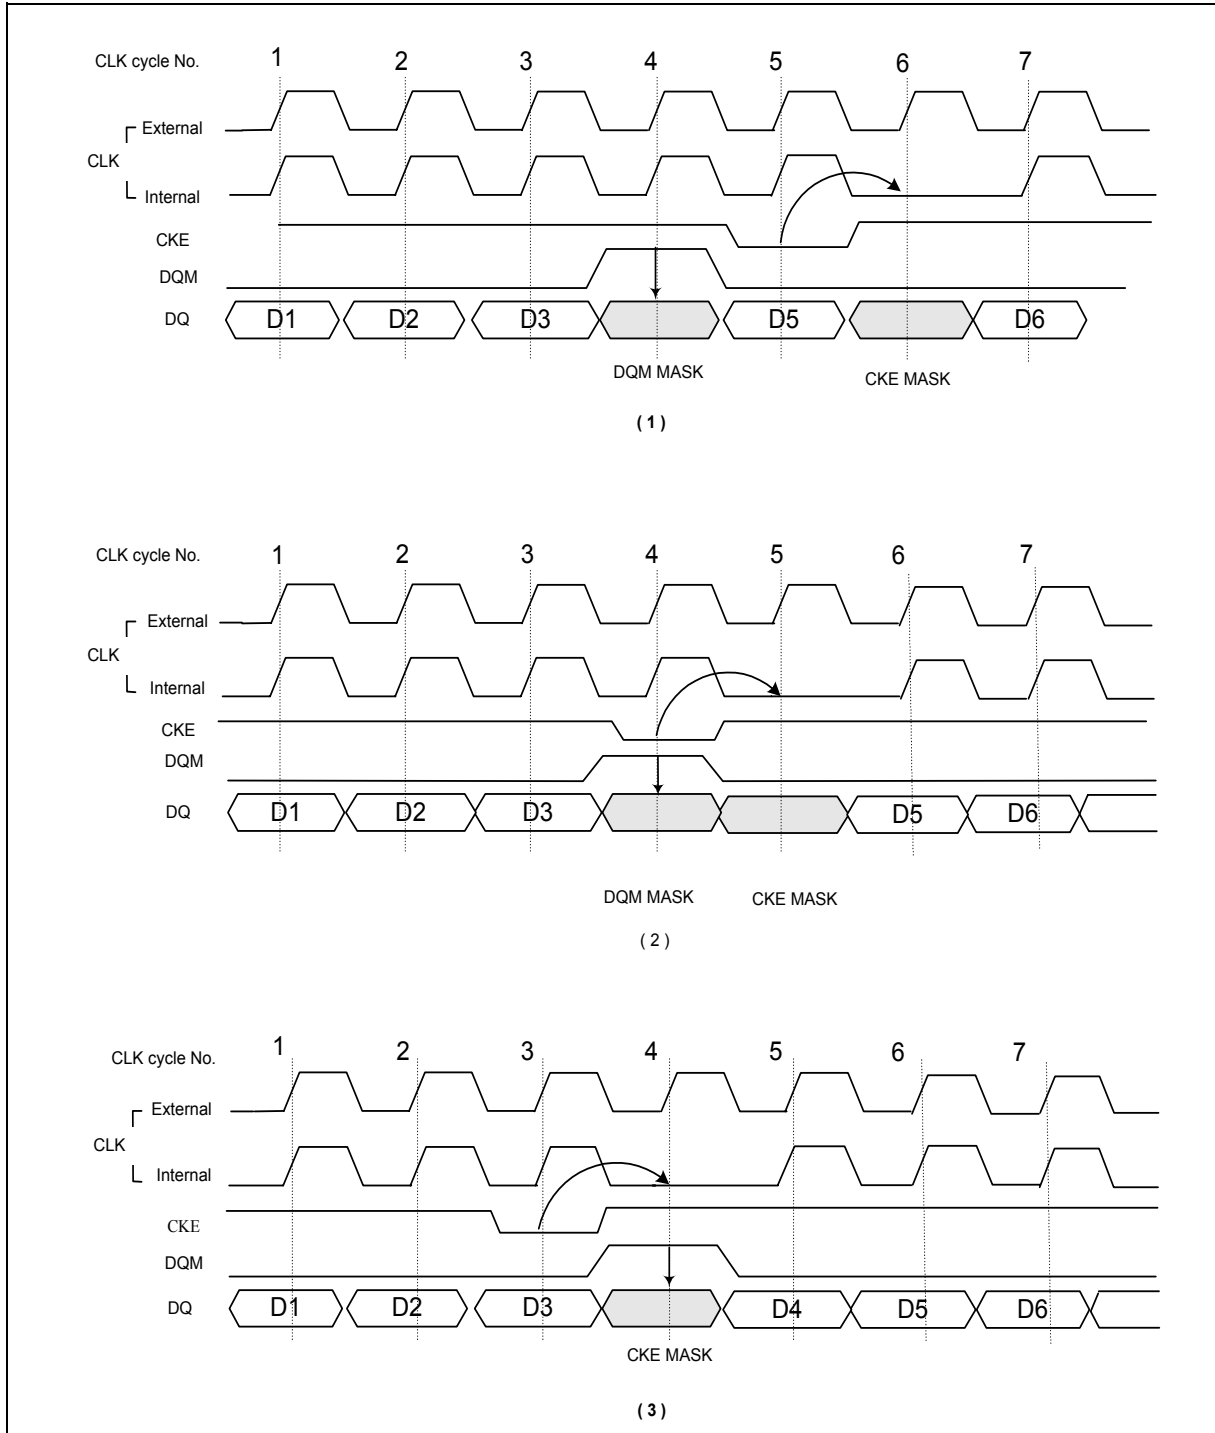 CLK cycle No. 1 2 3 4 5 6 7
External
CLK
Internal
CKE
DQM
DQ D1 D2 D3 D5 D6
DQM MASK CKE MASK
( 1 )
CLK cycle No. 1 2 3 4 5 6 7
External
CLK
Internal
CKE
DQM
DQ D1 D2 D3 D5 D6
DQM MASK CKE MASK
( 2 )
CLK cycle No. 1 2 3 4 5 6 7
External
CLK
Internal
CKE
DQM
DQ D1 D2 D3 D4 D5 D6
CKE MASK
( 3 )